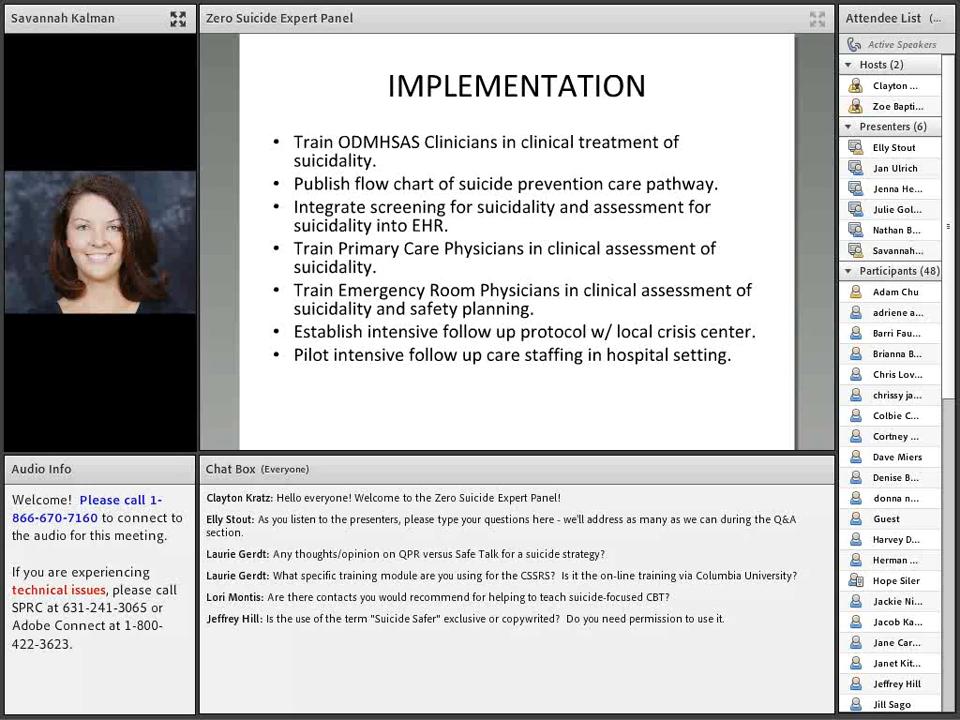 Savannah Kalman
Zero Suicide Expert Panel
IMPLEMENTATION
• Train ODMHSAS Clinicians in clinical treatment of
suicidality.
• Publish flow chart of suicide prevention care pathway.
• Integrate screening for suicidality and assessment for
suicidality into EHR.
• Train Primary Care Physicians in clinical assessment of
suicidality.
• Train Emergency Room Physicians in clinical assessment of
suicidality and safety planning.
• Establish intensive follow up protocol w/ local crisis center.
• Pilot intensive follow up care staffing in hospital setting.
Audio Info
Welcome! Please call 1-
866-670-7160 to connect to
the audio for this meeting.
If you are experiencing
technical issues, please call
SPRC at 631-241-3065 or
Adobe Connect at 1-800-
422-3623.
Chat Box (Everyone)
Clayton Kratz: Hello everyone! Welcome to the Zero Suicide Expert Panel!
Elly Stout: As you listen to the presenters, please type your questions here - we'll address as many as we can during the Q&A
section.
Laurie Gerdt: Any thoughts/opinion on QPR versus Safe Talk for a suicide strategy?
Laurie Gerdt: What specific training module are you using for the CSSRS? Is it the on-line training via Columbia University?
Lori Montis: Are there contacts you would recommend for helping to teach suicide-focused CBT?
Jeffrey Hill: Is the use of the term "Suicide Safer" exclusive or copywrited? Do you need permission to use it.
Attendee List (...
Active Speakers
Hosts (2)
Clayton ...
Zoe Bapti...
Presenters (6)
Elly Stout
Jan Ulrich
Jenna He...
Julie Gol...
Nathan B...
Savannah...
Participants (48)
Adam Chu
adriene a...
Barri Fau...
Brianna B...
Chris Lov...
chrissy ja...
Colbie C...
Cortney ...
Dave Miers
Denise B...
donna n...
Guest
Harvey D...
Herman ...
Hope Siler
Jackie Ni...
Jacob Ka...
Jane Car...
Janet Kit...
Jeffrey Hill
Jill Sago